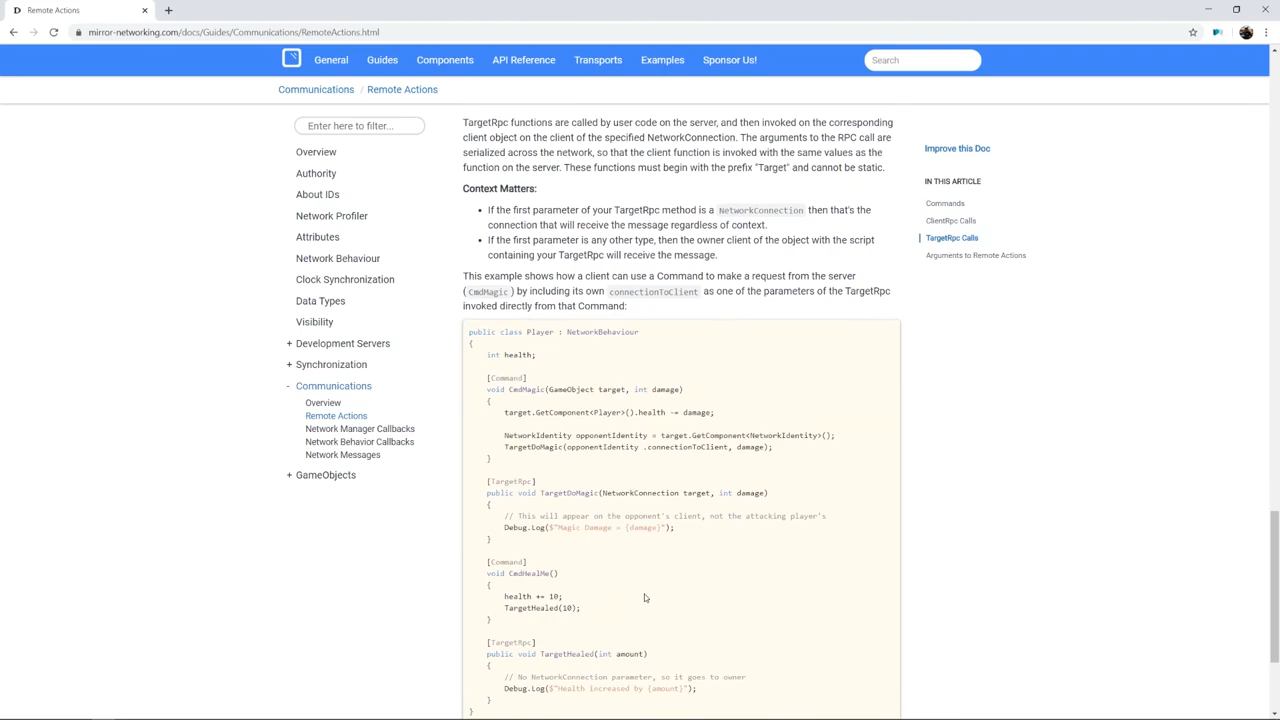 Remote Actions
mirror-networking.com/docs/Guides/Communications/RemoteActions.html
General Guides Components API Reference Transports Examples Sponsor Us! Search
Communications / Remote Actions
Enter here to filter...
Overview
Authority
About IDs
Network Profiler
Attributes
Network Behaviour
Clock Synchronization
Data Types
Visibility
+ Development Servers
+ Synchronization
- Communications
Overview
Remote Actions
Network Manager Callbacks
Network Behavior Callbacks
Network Messages
+ GameObjects
TargetRpc functions are called by user code on the server, and then invoked on the corresponding
client object on the client of the specified NetworkConnection. The arguments to the RPC call are
serialized across the network, so that the client function is invoked with the same values as the
function on the server. These functions must begin with the prefix "Target" and cannot be static.
Context Matters:
• If the first parameter of your TargetRpc method is a NetworkConnection then that's the
connection that will receive the message regardless of context.
• If the first parameter is any other type, then the owner client of the object with the script
containing your TargetRpc will receive the message.
This example shows how a client can use a Command to make a request from the server
(CmdMagic) by including its own connectionToClient as one of the parameters of the TargetRpc
invoked directly from that Command:
public class Player : NetworkBehaviour
{
int health;
[Command]
void CmdMagic(GameObject target, int damage)
{
target.GetComponent<Player>().health -= damage;
NetworkIdentity opponentIdentity = target.GetComponent<NetworkIdentity>();
TargetDoMagic(opponentIdentity .connectionToClient, damage);
}
[TargetRpc]
public void TargetDoMagic(NetworkConnection target, int damage)
{
// This will appear on the opponent's client, not the attacking player's
Debug.Log($"Magic Damage = {damage}");
}
[Command]
void CmdHealMe()
{
health += 10;
TargetHealed(10);
}
[TargetRpc]
public void TargetHealed(int amount)
{
// No NetworkConnection parameter, so it goes to owner
Debug.Log($"Health increased by {amount}");
}
}
Improve this Doc
IN THIS ARTICLE
Commands
ClientRpc Calls
TargetRpc Calls
Arguments to Remote Actions